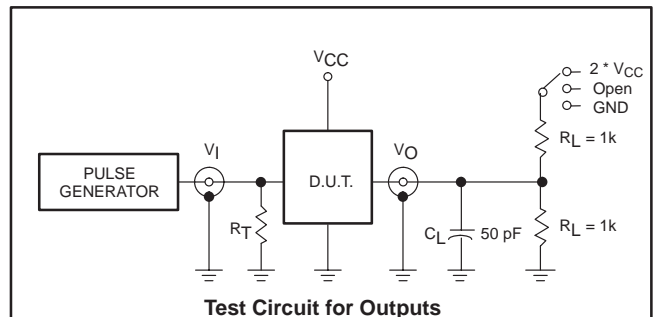 VCC
2 * VCC
Open
GND
RL = 1k
VI
VO
PULSE
GENERATOR
D.U.T.
RT
CL
50 pF
RL = 1k
Test Circuit for Outputs